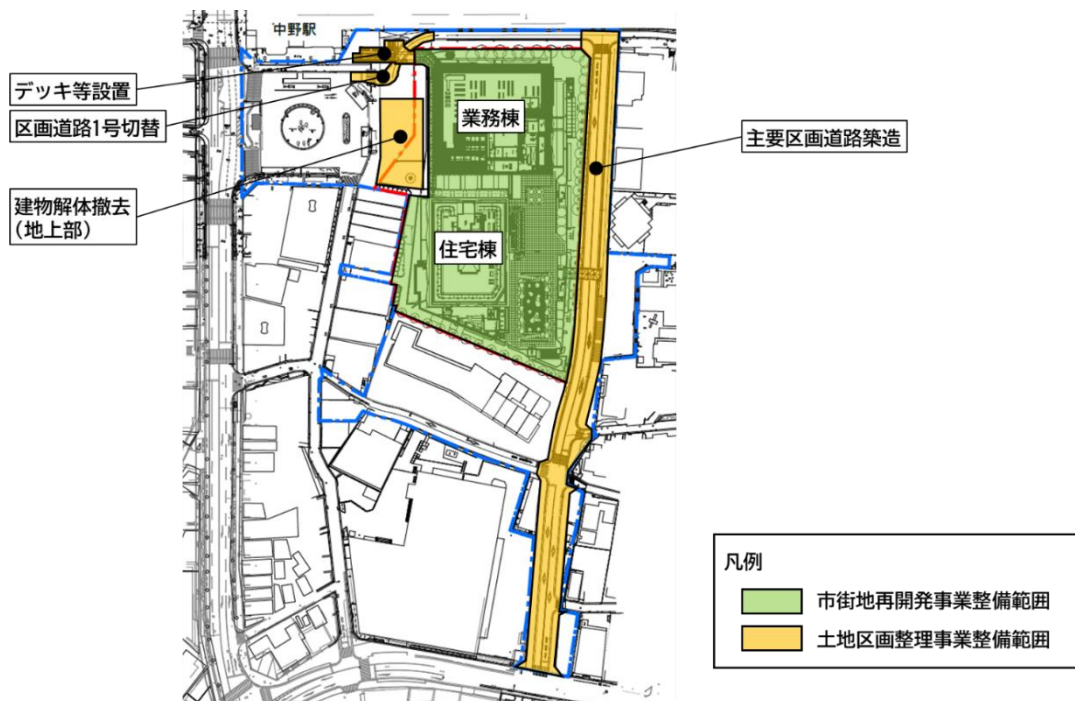 中野駅
デッキ等設置
区画道路1号切替
業務棟
主要区画道路築造
建物解体撤去
(地上部)
住宅棟
凡例
市街地再開発事業整備範囲
土地区画整理事業整備範囲